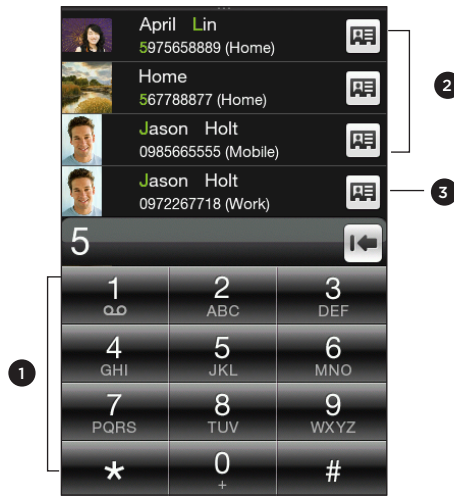 April Lin
5975658889 (Home)
Home
567788877 (Home)
Jason Holt
0985665555 (Mobile)
Jason Holt
0972267718 (Work)
2
3
5
1
1 2 3
ABC DEF
4 5 6
GHI JKL MNO
7 8 9
PQRS TUV WXYZ
* 0 #
+